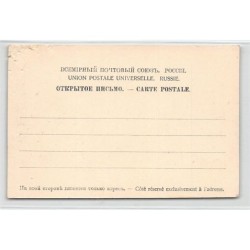 ВСЕМІРНЫЙ ПОЧТОВЫЙ СОЮЗЪ. РОССІЯ.
UNION POSTALE UNIVERSELLE. RUSSIE.
ОТКРЫТОЕ ПИСЬМО. — CARTE POSTALE.
На этой сторонѣ пишется только адресъ. — Côté réservé exclusivement à l'adresse.